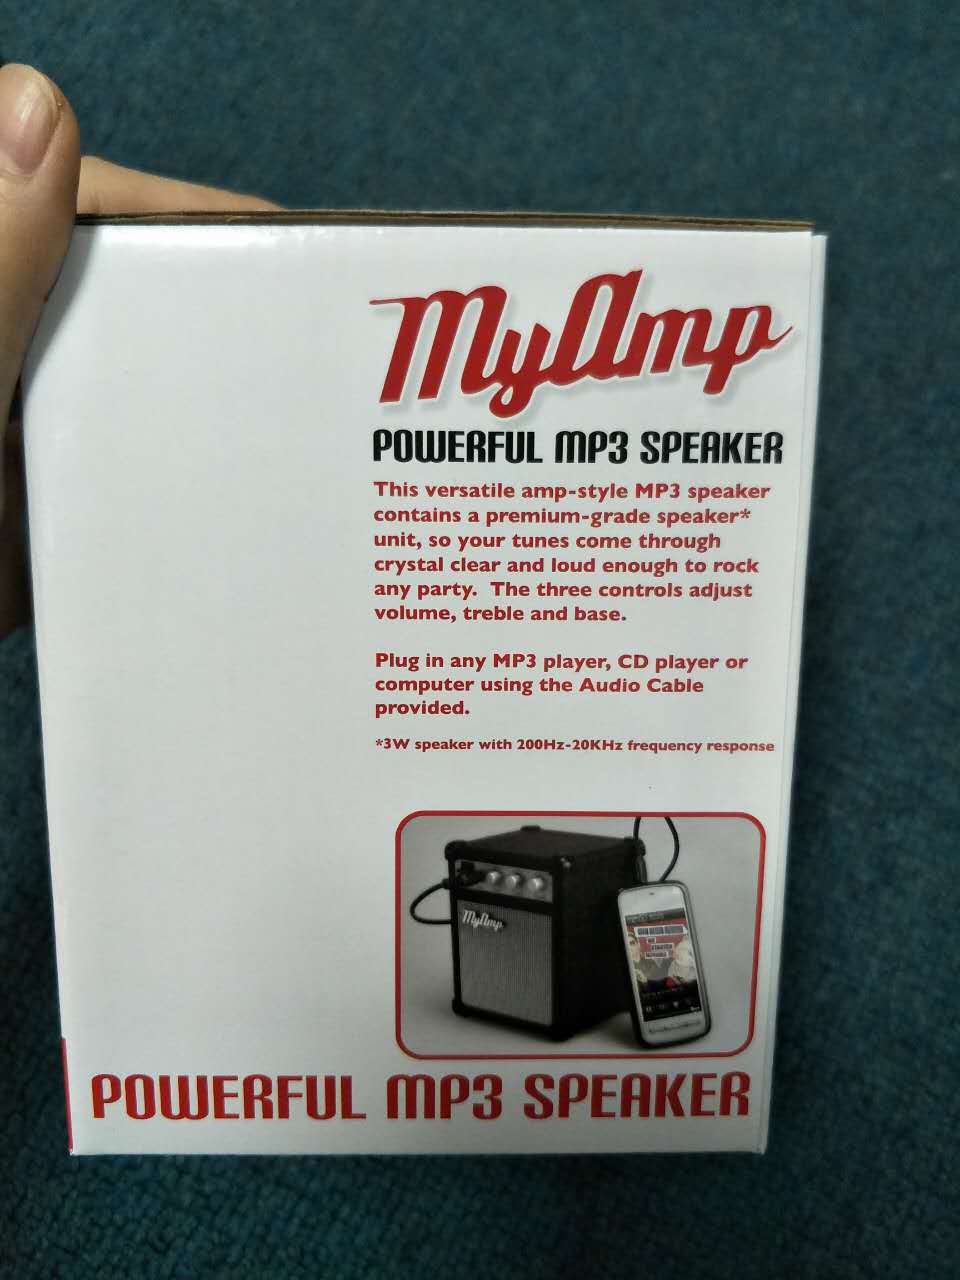 MyAmp
POWERFUL MP3 SPEAKER
This versatile amp-style MP3 speaker
contains a premium-grade speaker*
unit, so your tunes come through
crystal clear and loud enough to rock
any party.  The three controls adjust
volume, treble and base.
Plug in any MP3 player, CD player or
computer using the Audio Cable
provided.
*3W speaker with 200Hz-20KHz frequency response
MyAmp
POWERFUL MP3 SPEAKER